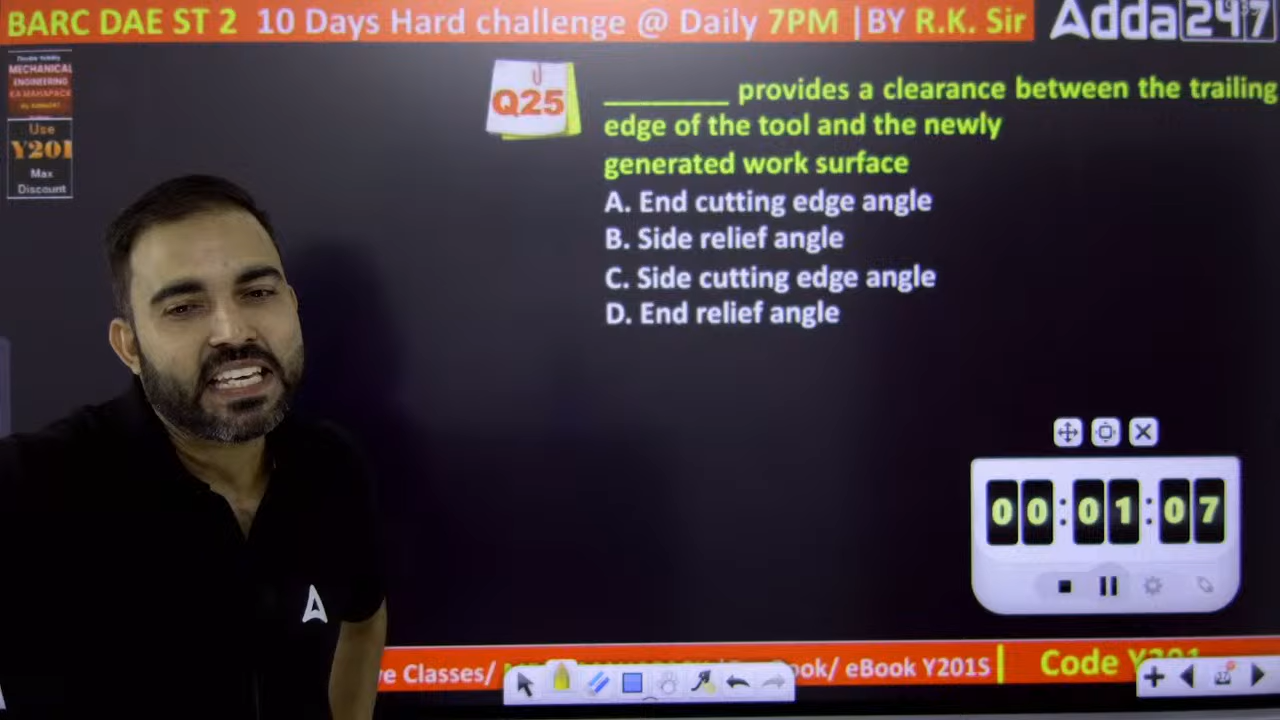 BARC DAE ST 2 10 Days Hard challenge @ Daily 7PM |BY R.K. Sir
Adda247
MECHANICAL
ENGINEERING
KA MAHAPACK
Use
Y201
Max
Discount
Q25
_________ provides a clearance between the trailing
edge of the tool and the newly
generated work surface
A. End cutting edge angle
B. Side relief angle
C. Side cutting edge angle
D. End relief angle
00:01:07
ve Classes/
ook/ eBook Y201S
Code